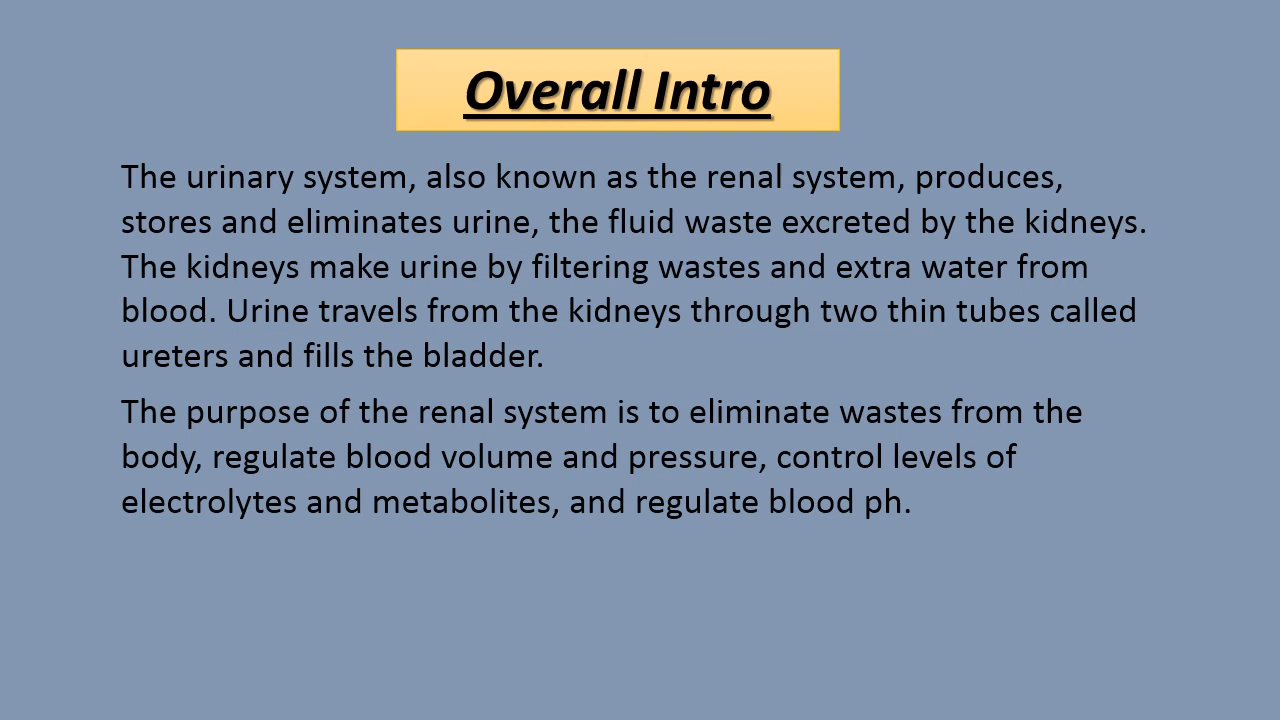 Overall Intro
The urinary system, also known as the renal system, produces,
stores and eliminates urine, the fluid waste excreted by the kidneys.
The kidneys make urine by filtering wastes and extra water from
blood. Urine travels from the kidneys through two thin tubes called
ureters and fills the bladder.
The purpose of the renal system is to eliminate wastes from the
body, regulate blood volume and pressure, control levels of
electrolytes and metabolites, and regulate blood ph.